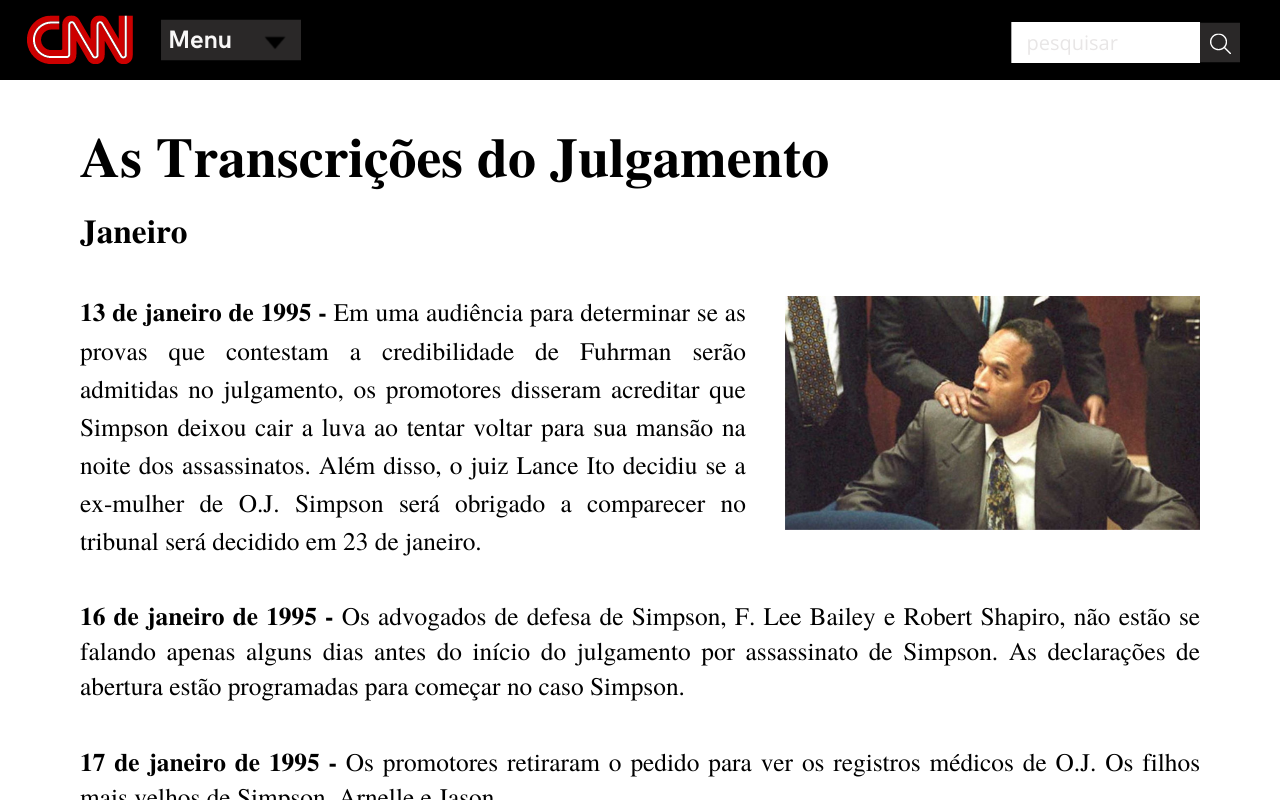 CNN
Menu
pesquisar
As Transcrições do Julgamento
Janeiro
13 de janeiro de 1995 - Em uma audiência para determinar se as
provas que contestam a credibilidade de Fuhrman serão
admitidas no julgamento, os promotores disseram acreditar que
Simpson deixou cair a luva ao tentar voltar para sua mansão na
noite dos assassinatos. Além disso, o juiz Lance Ito decidiu se a
ex-mulher de O.J. Simpson será obrigado a comparecer no
tribunal será decidido em 23 de janeiro.
16 de janeiro de 1995 - Os advogados de defesa de Simpson, F. Lee Bailey e Robert Shapiro, não estão se
falando apenas alguns dias antes do início do julgamento por assassinato de Simpson. As declarações de
abertura estão programadas para começar no caso Simpson.
17 de janeiro de 1995 - Os promotores retiraram o pedido para ver os registros médicos de O.J. Os filhos
mais velhos de Simpson, Arnelle e Jason